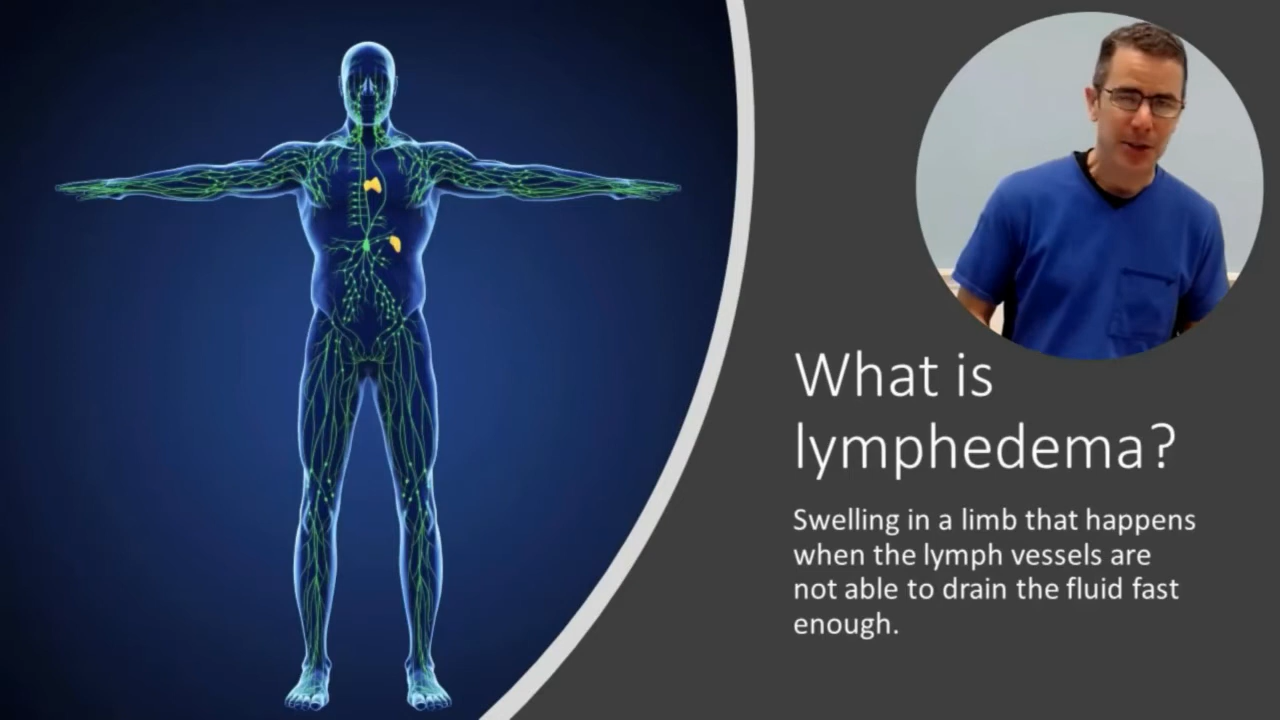 What is
lymphedema?
Swelling in a limb that happens
when the lymph vessels are
not able to drain the fluid fast
enough.